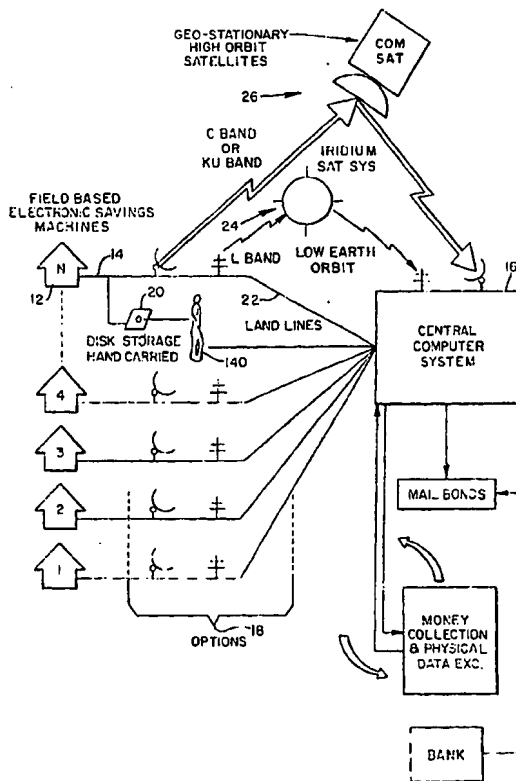 GEO-STATIONARY
HIGH ORBIT
SATELLITES
COM
SAT
26
C BAND
OR
KU BAND
IRIDIUM
SAT SYS
FIELD BASED
ELECTRONIC SAVINGS
MACHINES
24
N
14
12
L BAND
LOW EARTH
ORBIT
16
20
22
LAND LINES
DISK STORAGE
HAND CARRIED
140
CENTRAL
COMPUTER
SYSTEM
4
3
MAIL BONDS
2
1
18
OPTIONS
MONEY
COLLECTION
& PHYSICAL
DATA EXC.
BANK